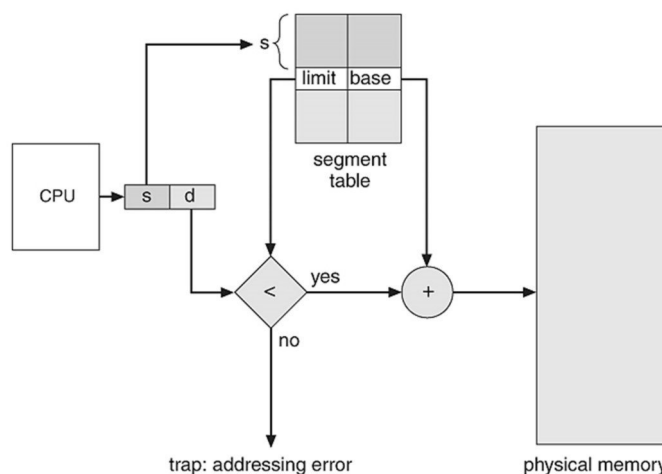 s
limit base
segment
table
CPU
s d
<
yes
+
no
trap: addressing error
physical memory